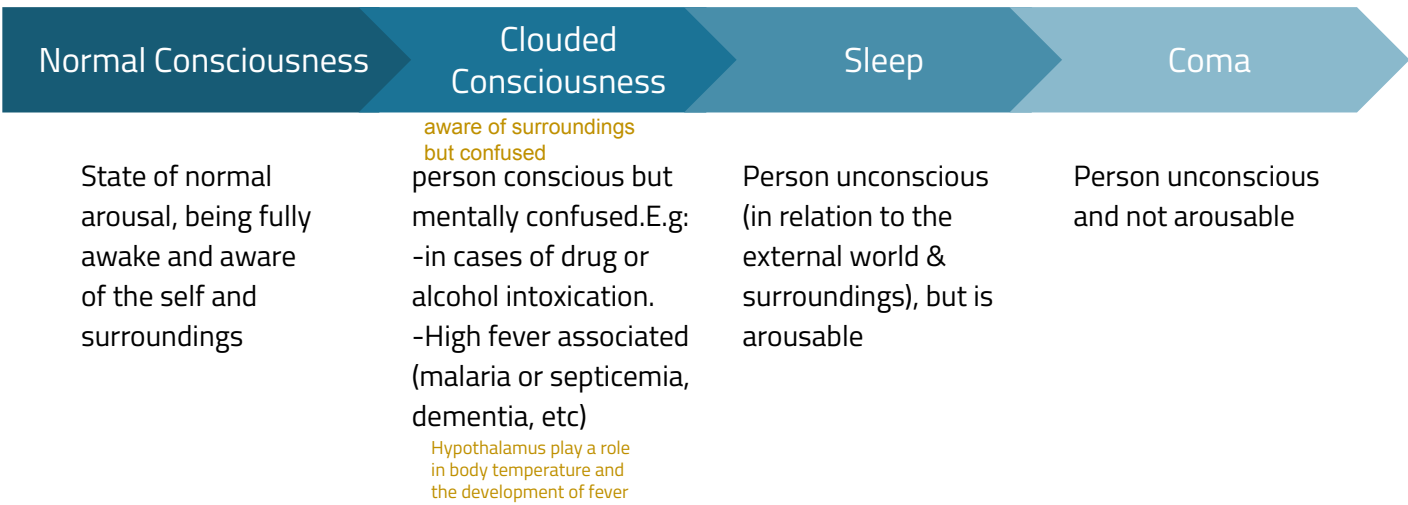 Normal Consciousness
Clouded
Consciousness
Sleep
Coma
State of normal
arousal, being fully
awake and aware
of the self and
surroundings
aware of surroundings
but confused
person conscious but
mentally confused.E.g:
-in cases of drug or
alcohol intoxication.
-High fever associated
(malaria or septicemia,
dementia, etc)
Hypothalamus play a role
in body temperature and
the development of fever
Person unconscious
(in relation to the
external world &
surroundings), but is
arousable
Person unconscious
and not arousable